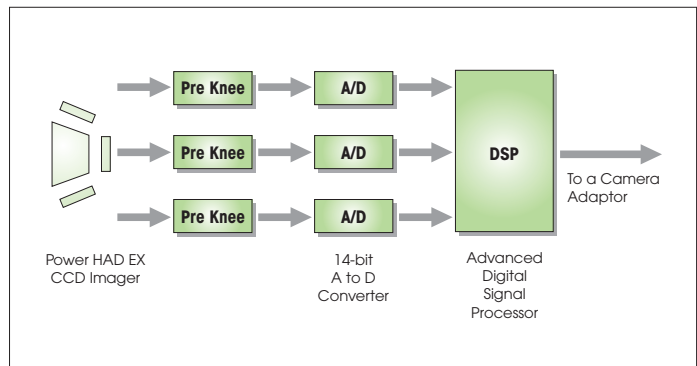 Pre Knee
A/D
Pre Knee
A/D
DSP
Pre Knee
A/D
To a Camera
Adaptor
Power HAD EX
CCD Imager
14-bit
A to D
Converter
Advanced
Digital
Signal
Processor